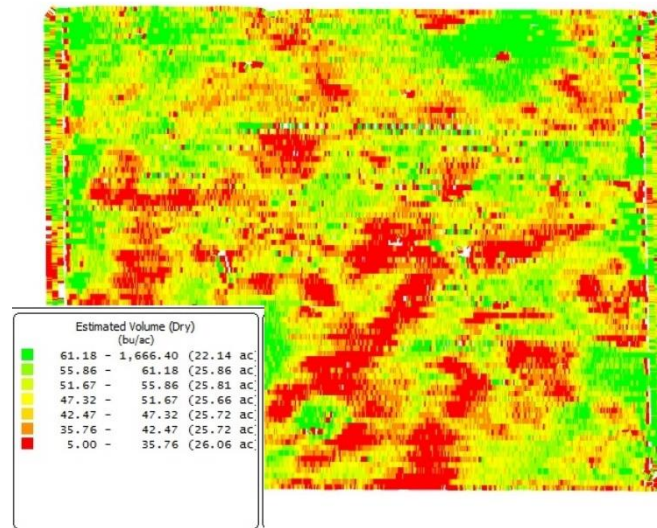 Estimated Volume (Dry)
(bu/ac)
61.18 - 1,666.40 (22.14 ac)
55.86 - 61.18 (25.86 ac)
51.67 - 55.86 (25.81 ac)
47.32 - 51.67 (25.66 ac)
42.47 - 47.32 (25.72 ac)
35.76 - 42.47 (25.72 ac)
5.00 - 35.76 (26.06 ac)